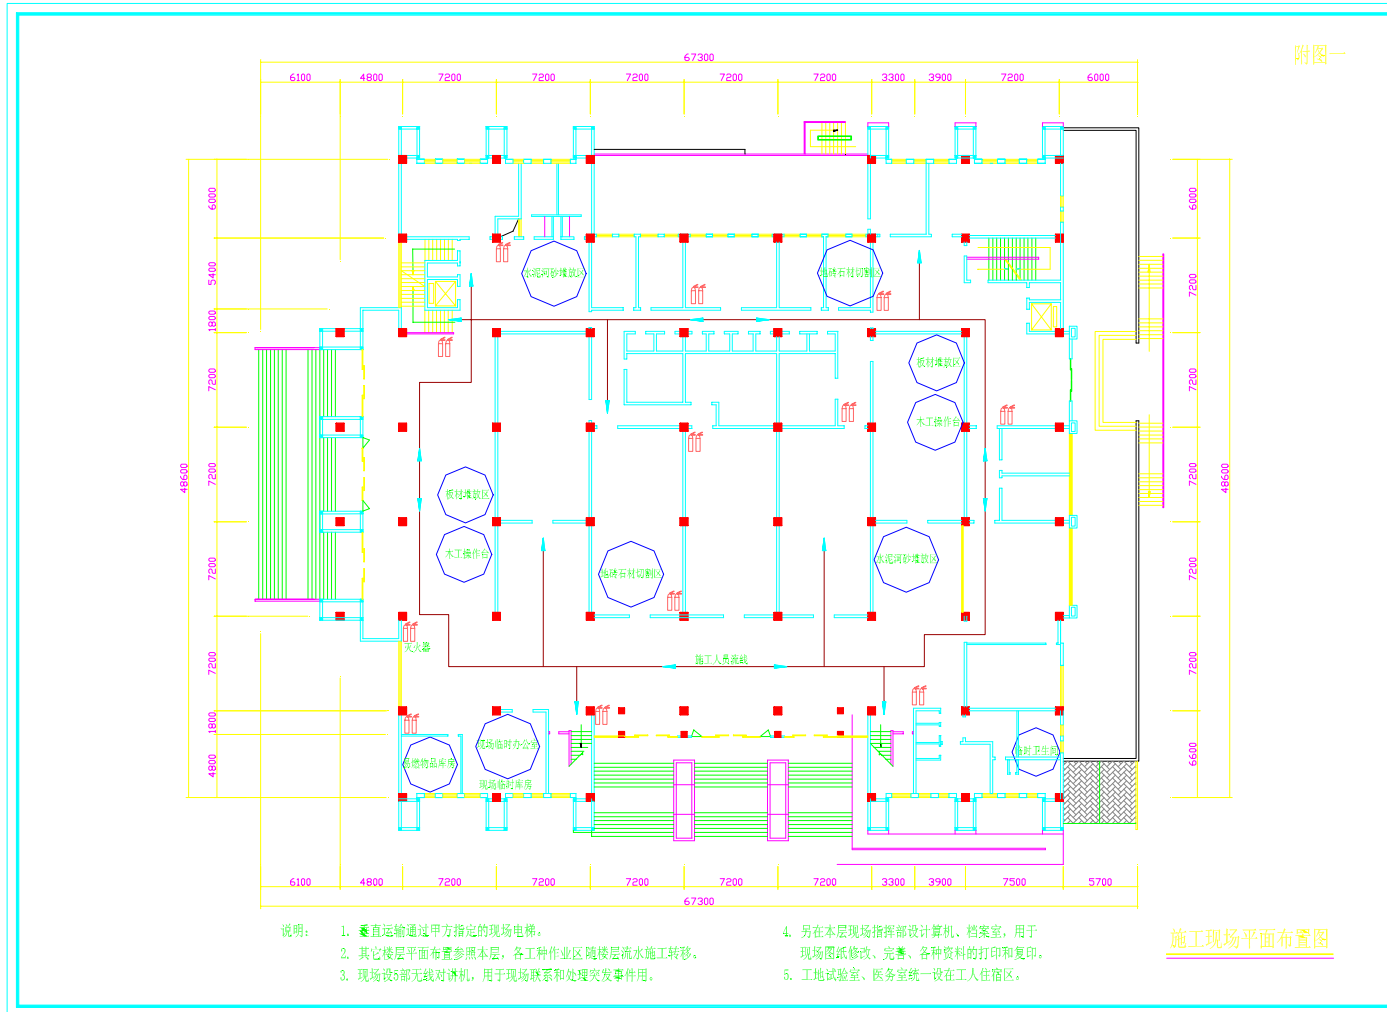 附图一
67300
6100 4800 7200 7200 7200 7200 7200 3300 3900 7200 6000
6000 5400 1800 7200 7200 7200 7200 1800 4800
48600
6000 7200 7200 7200 7200 7200 6600
48600
水泥河砂堆放区
地砖石材切割区
板材堆放区
木工操作台
板材堆放区
木工操作台
地砖石材切割区
水泥河砂堆放区
灭火器
施工人员流线
现场临时办公室
易燃物品库房
现场临时库房
临时卫生间
6100 4800 7200 7200 7200 7200 7200 3300 3900 7500 5700
67300
说明:
1. 垂直运输通过甲方指定的现场电梯。
2. 其它楼层平面布置参照本层，各工种作业区随楼层流水施工转移。
3. 现场设5部无线对讲机，用于现场联系和处理突发事件用。
4. 另在本层现场指挥部设计算机、档案室，用于
现场图纸修改、完善、各种资料的打印和复印。
5. 工地试验室、医务室统一设在工人住宿区。
施工现场平面布置图